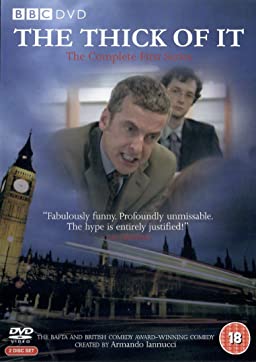 BBC DVD
THE THICK OF IT
The Complete First Series
"Fabulously funny. Profoundly unmissable.
The hype is entirely justified!"
DVD
VIDEO
2 DISC SET
THE BAFTA AND BRITISH COMEDY AWARD-WINNING COMEDY
CREATED BY Armando Iannucci
18